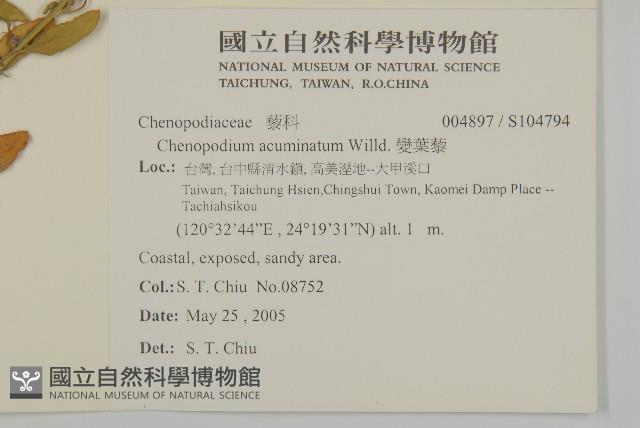 國立自然科學博物館
NATIONAL MUSEUM OF NATURAL SCIENCE
TAICHUNG, TAIWAN, R.O.CHINA
Chenopodiaceae 藜科 004897 / S104794
Chenopodium acuminatum Willd. 變葉藜
Loc.: 台灣, 台中縣清水鎮, 高美溼地--大甲溪口
Taiwan, Taichung Hsien,Chingshui Town, Kaomei Damp Place --
Tachiahsikou
(120°32'44"E , 24°19'31"N) alt. 1 m.
Coastal, exposed, sandy area.
Col.: S. T. Chiu No.08752
Date: May 25 , 2005
Det.: S. T. Chiu
國立自然科學博物館
NATIONAL MUSEUM OF NATURAL SCIENCE